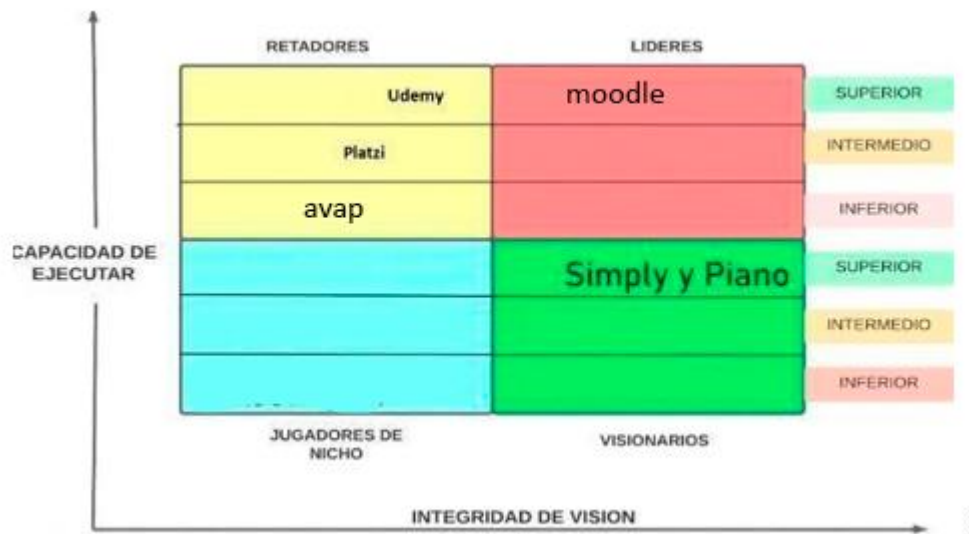 RETADORES
LIDERES
Udemy
moodle
SUPERIOR
Platzi
INTERMEDIO
avap
INFERIOR
CAPACIDAD DE
EJECUTAR
Simply y Piano
SUPERIOR
INTERMEDIO
INFERIOR
JUGADORES DE
NICHO
VISIONARIOS
INTEGRIDAD DE VISION